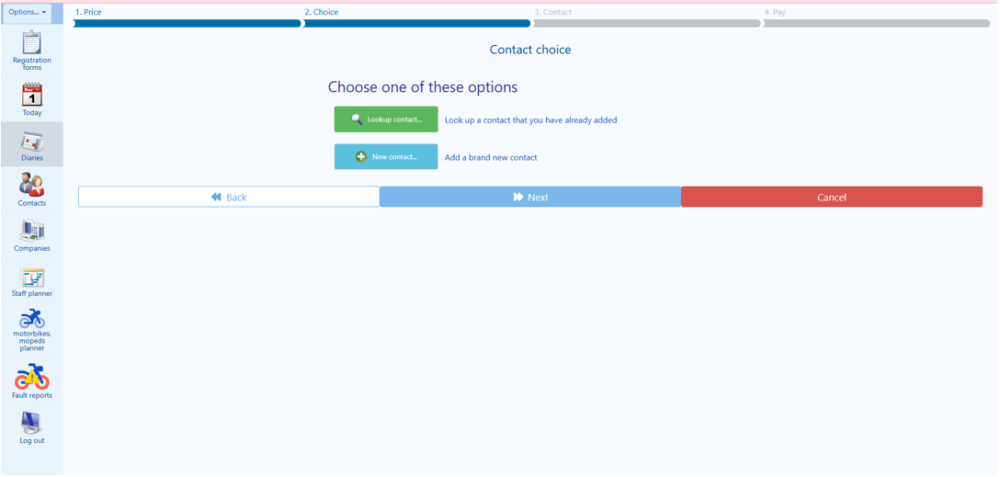 Options...
1. Price
2. Choice
3. Contact
4. Pay
Registration
forms
May
1
Today
Diaries
Contacts
Companies
Staff planner
motorbikes,
mopeds
planner
Fault reports
Log out
Contact choice
Choose one of these options
Lookup contact...
Look up a contact that you have already added
New contact...
Add a brand new contact
Back
Next
Cancel